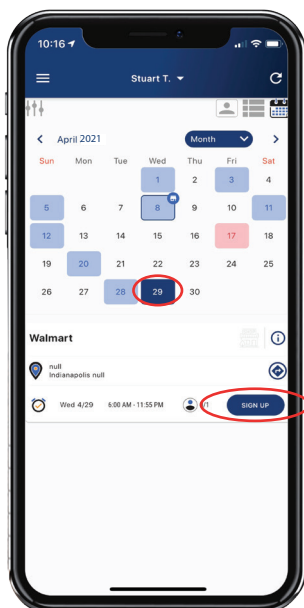 10:16
Stuart T.
April 2021
Month
Sun Mon Tue Wed Thu Fri Sat
1 2 3 4
5 6 7 8 9 10 11
12 13 14 15 16 17 18
19 20 21 22 23 24 25
26 27 28 29 30
Walmart
null
Indianapolis null
Wed 4/29 6:00 AM - 11:55 PM /1 SIGN UP